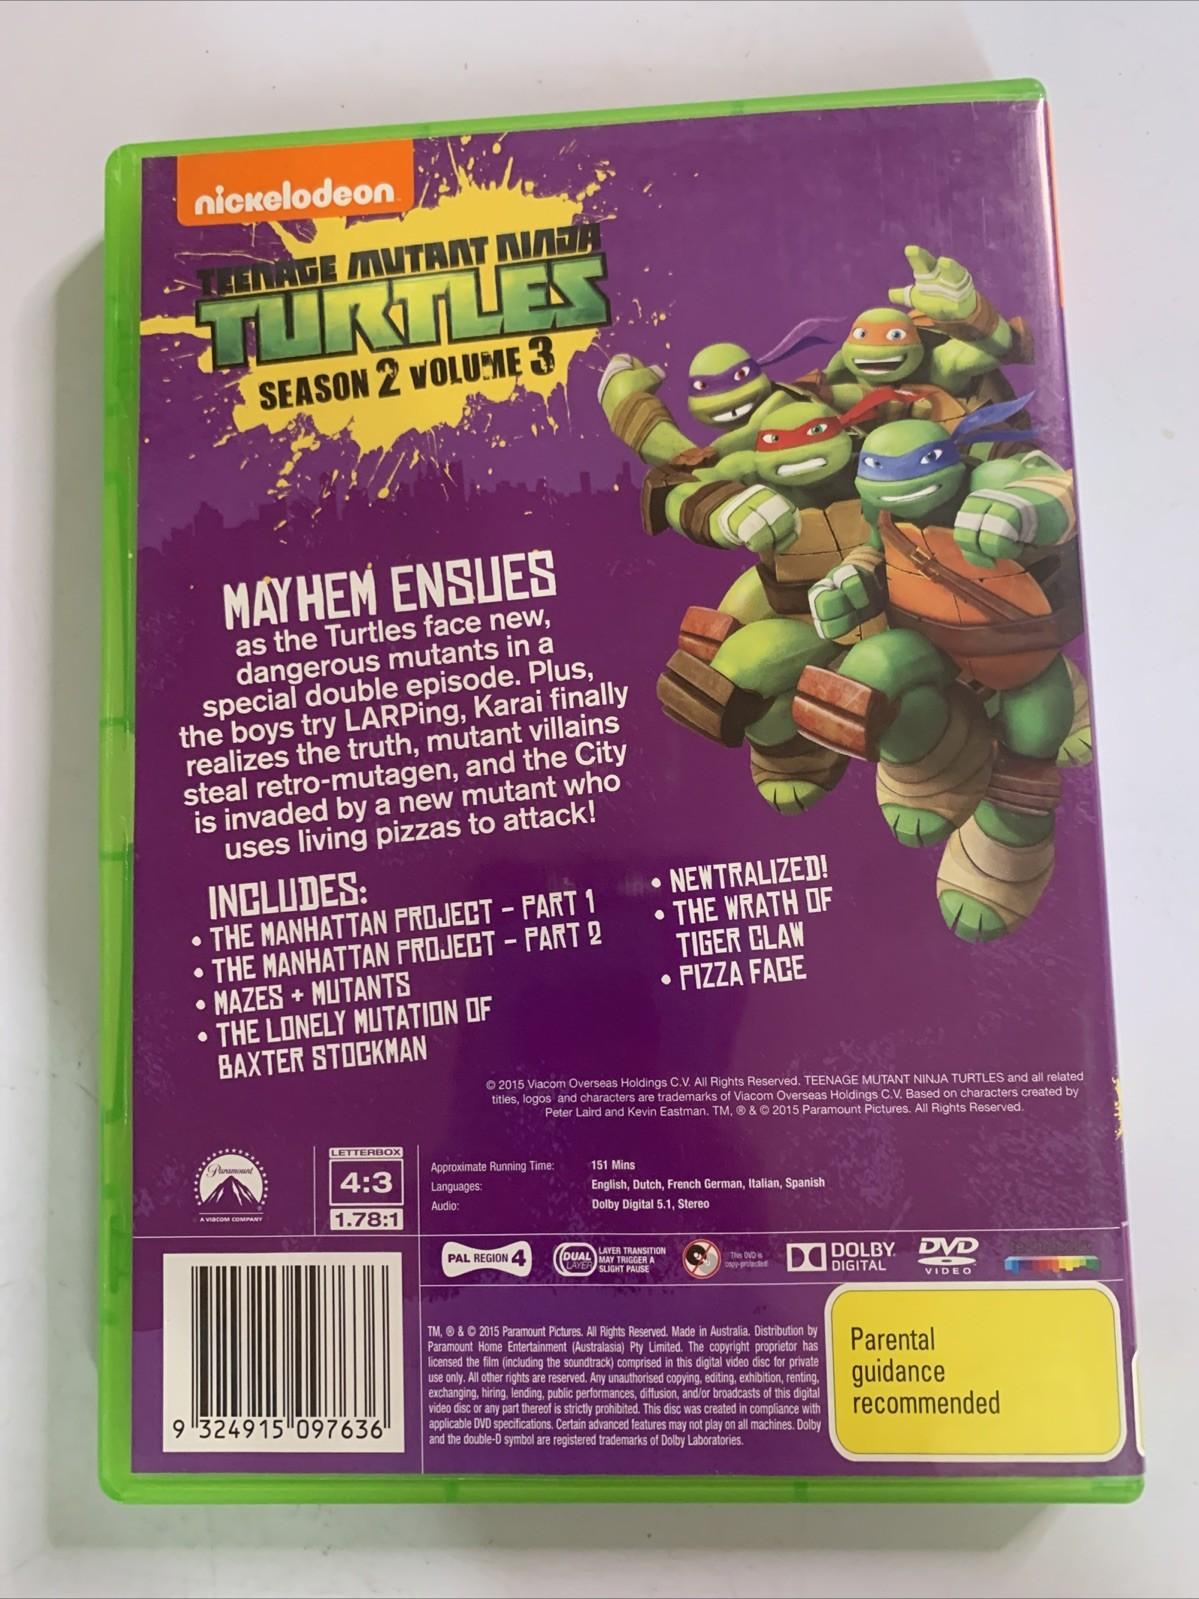 nickelodeon
TEENAGE MUTANT NINJA
TURTLES
SEASON 2 VOLUME 3
MAYHEM ENSUES
as the Turtles face new,
dangerous mutants in a
special double episode. Plus,
the boys try LARPing, Karai finally
realizes the truth, mutant villains
steal retro-mutagen, and the City
is invaded by a new mutant who
uses living pizzas to attack!
INCLUDES:
• THE MANHATTAN PROJECT - PART 1
• THE MANHATTAN PROJECT - PART 2
• MAZES + MUTANTS
• THE LONELY MUTATION OF
BAXTER STOCKMAN
• NEWTRALIZED!
• THE WRATH OF
TIGER CLAW
• PIZZA FACE
© 2015 Viacom Overseas Holdings C.V. All Rights Reserved. TEENAGE MUTANT NINJA TURTLES and all related
titles, logos and characters are trademarks of Viacom Overseas Holdings C.V. Based on characters created by
Peter Laird and Kevin Eastman. TM, ® & © 2015 Paramount Pictures. All Rights Reserved.
Paramount
A VIACOM COMPANY
LETTERBOX
4:3
1.78:1
Approximate Running Time: 151 Mins
Languages: English, Dutch, French German, Italian, Spanish
Audio: Dolby Digital 5.1, Stereo
PAL REGION 4
DUAL LAYER
LAYER TRANSITION
MAY TRIGGER A
SLIGHT PAUSE
This DVD is
copy-protected
DOLBY
DIGITAL
DVD
VIDEO
9 324915 097636
TM, ® & © 2015 Paramount Pictures. All Rights Reserved. Made in Australia. Distribution by
Paramount Home Entertainment (Australasia) Pty Limited. The copyright proprietor has
licensed the film (including the soundtrack) comprised in this digital video disc for private
use only. All other rights are reserved. Any unauthorised copying, editing, exhibition, renting,
exchanging, hiring, lending, public performances, diffusion, and/or broadcasts of this digital
video disc or any part thereof is strictly prohibited. This disc was created in compliance with
applicable DVD specifications. Certain advanced features may not play on all machines. Dolby
and the double-D symbol are registered trademarks of Dolby Laboratories.
Parental
guidance
recommended